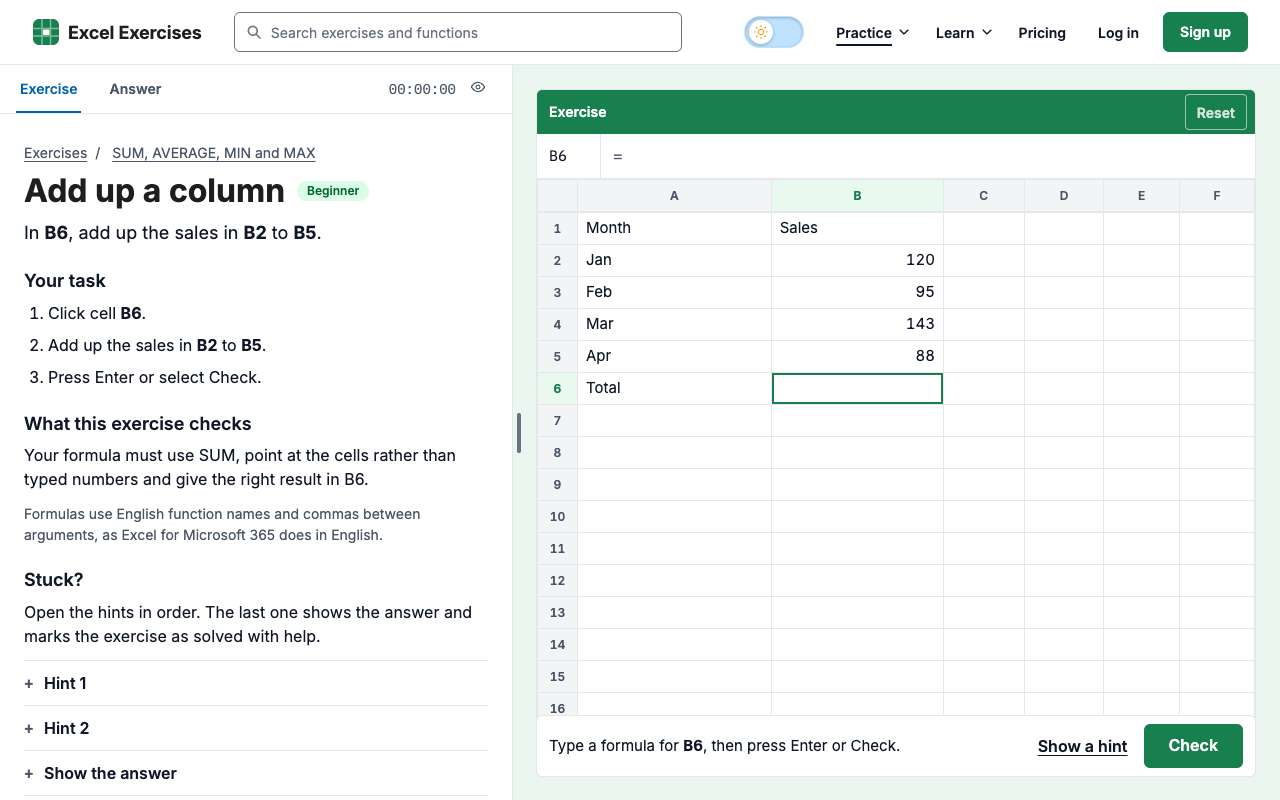 Excel Exercises
Search exercises and functions
Practice
Learn
Pricing
Log in
Sign up
Exercise
Answer
00:00:00
Exercises / SUM, AVERAGE, MIN and MAX
Add up a column
Beginner
In B6, add up the sales in B2 to B5.
Your task
1. Click cell B6.
2. Add up the sales in B2 to B5.
3. Press Enter or select Check.
What this exercise checks
Your formula must use SUM, point at the cells rather than
typed numbers and give the right result in B6.
Formulas use English function names and commas between
arguments, as Excel for Microsoft 365 does in English.
Stuck?
Open the hints in order. The last one shows the answer and
marks the exercise as solved with help.
+ Hint 1
+ Hint 2
+ Show the answer
Exercise
Reset
B6 =
A B C D E F
1 Month Sales
2 Jan 120
3 Feb 95
4 Mar 143
5 Apr 88
6 Total
7
8
9
10
11
12
13
14
15
16
Type a formula for B6, then press Enter or Check.
Show a hint
Check